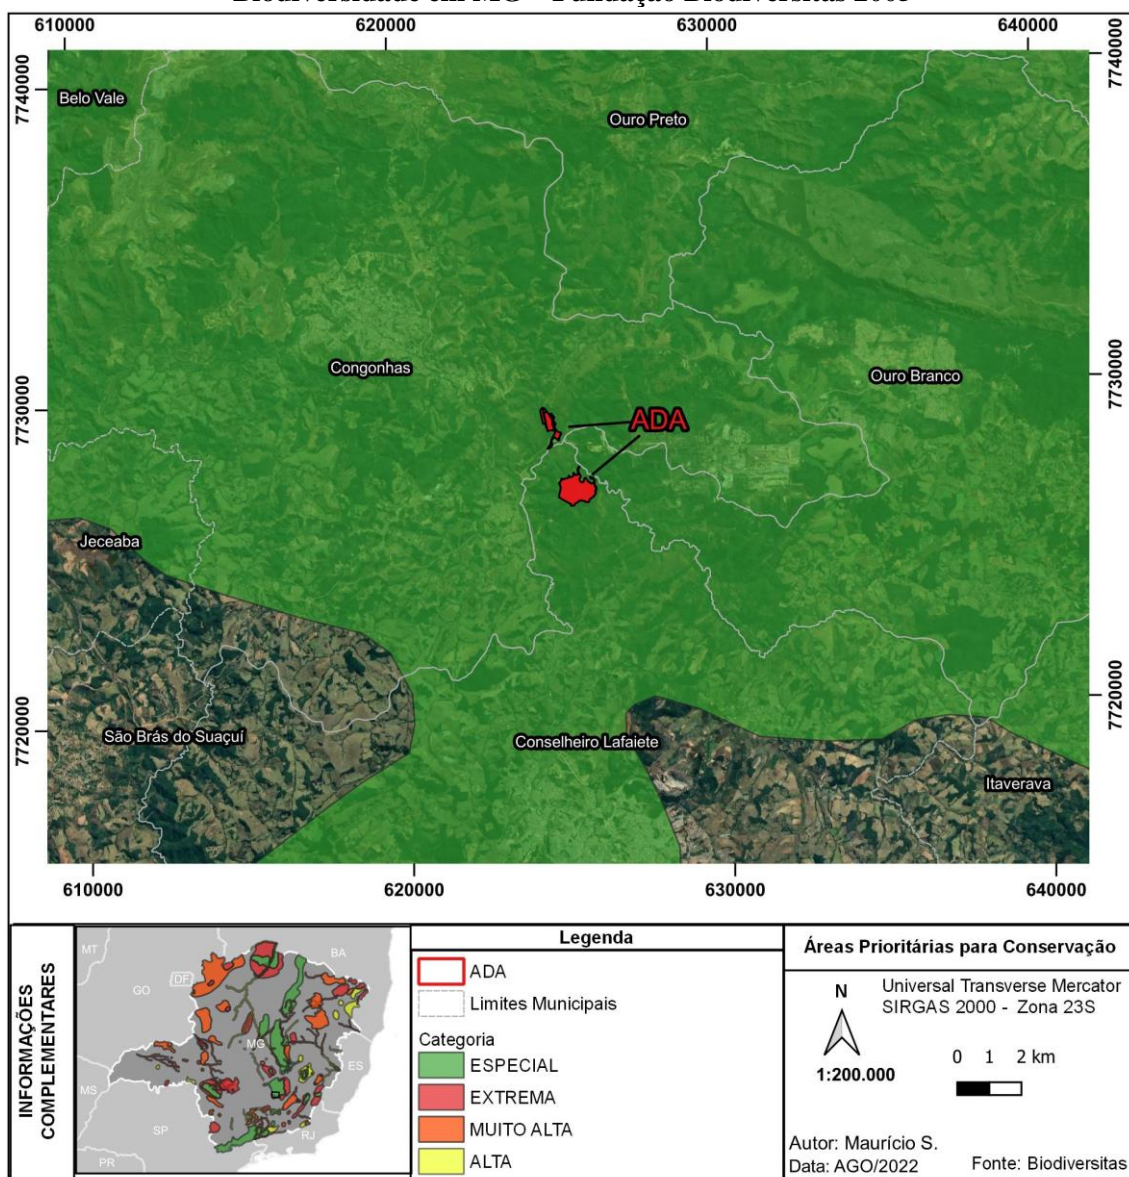 Biodiversidade em MG – Fundação Biodiversitas 2005
610000 620000 630000 640000
7740000 7740000
Belo Vale
Ouro Preto
Congonhas
Ouro Branco
7730000 7730000
ADA
Jeceaba
7720000 7720000
São Brás do Suaçuí
Conselheiro Lafaiete
Itaverava
610000 620000 630000 640000
INFORMAÇÕES
COMPLEMENTARES
MT
BA
DF
GO
MG
ES
MS
SP
RJ
PR
Legenda
ADA
Limites Municipais
Categoria
ESPECIAL
EXTREMA
MUITO ALTA
ALTA
Áreas Prioritárias para Conservação
N
Universal Transverse Mercator
SIRGAS 2000 - Zona 23S
1:200.000
0 1 2 km
Autor: Maurício S.
Data: AGO/2022
Fonte: Biodiversitas